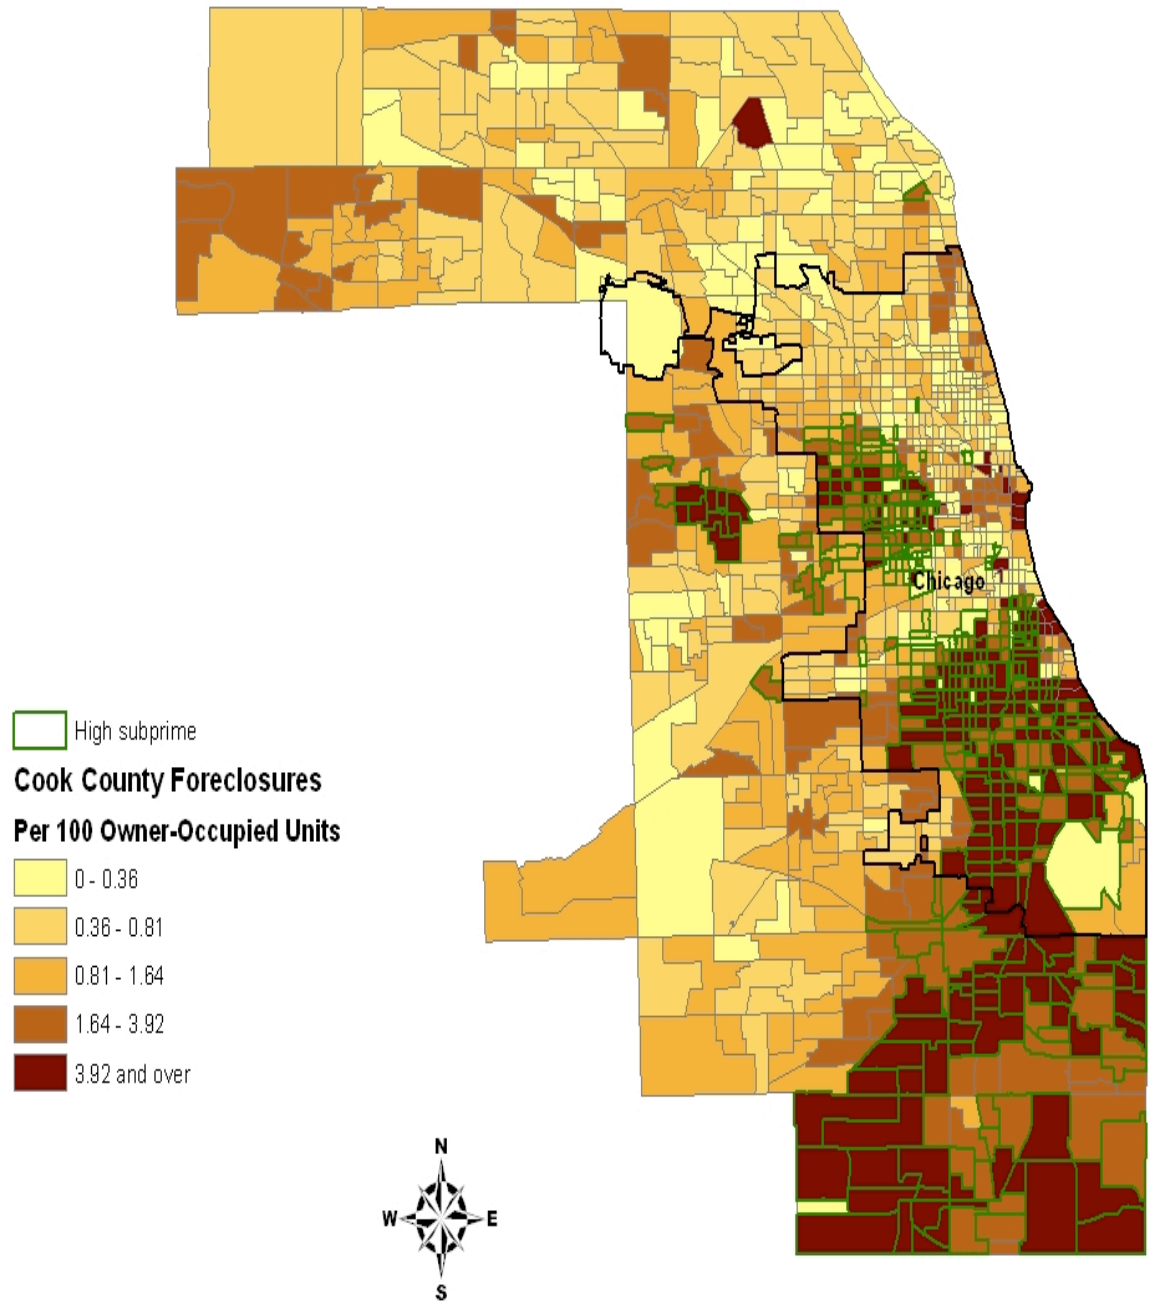 Chicago
High subprime
Cook County Foreclosures
Per 100 Owner-Occupied Units
0 - 0.36
0.36 - 0.81
0.81 - 1.64
1.64 - 3.92
3.92 and over
N
W E
S